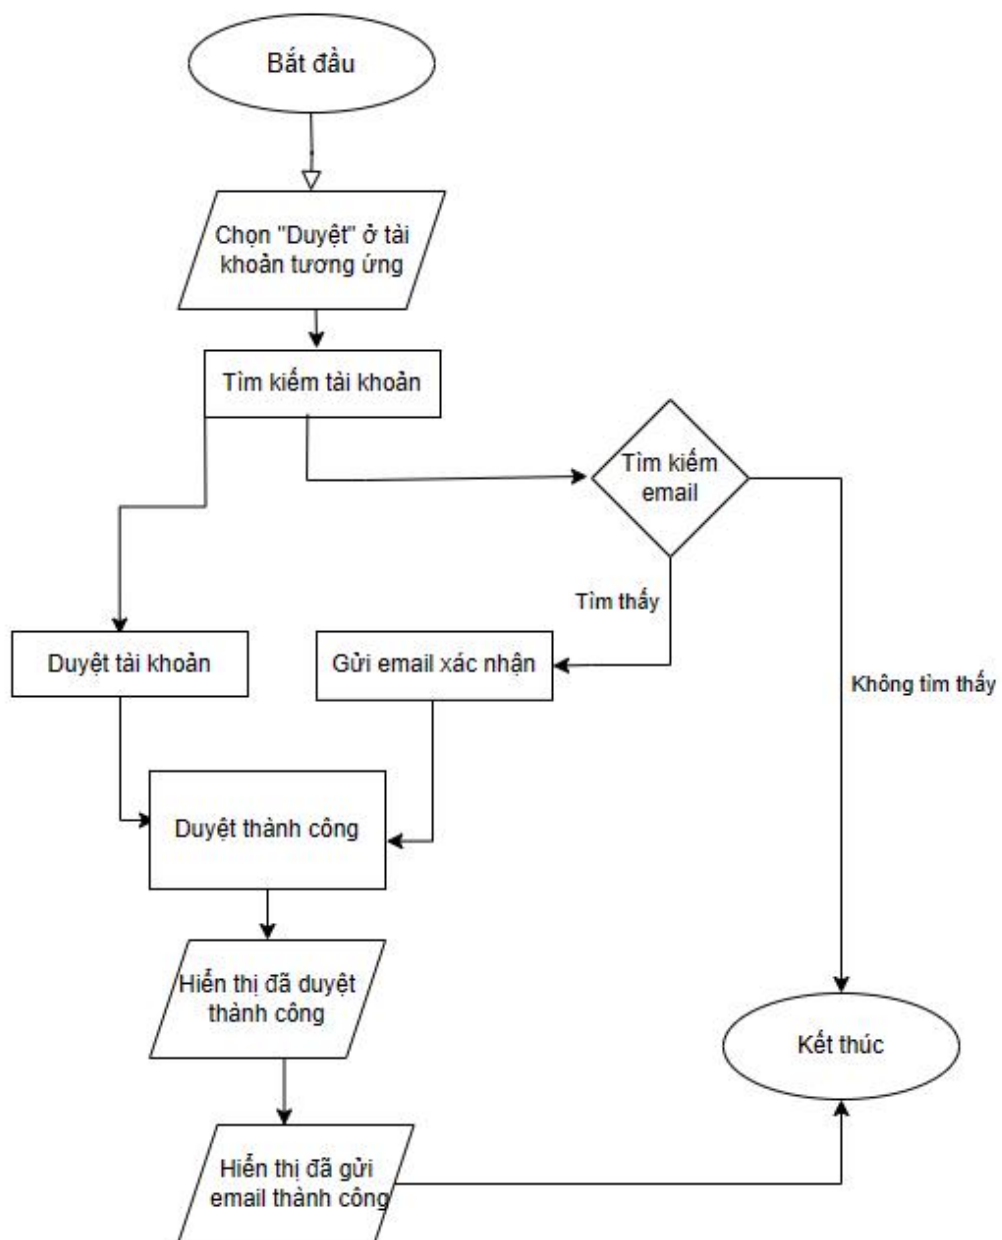 Bắt đầu
Chọn "Duyệt" ở tài
khoản tương ứng
Tìm kiếm tài khoản
Tìm kiếm
email
Tìm thấy
Duyệt tài khoản
Gửi email xác nhận
Không tìm thấy
Duyệt thành công
Hiển thị đã duyệt
thành công
Kết thúc
Hiển thị đã gửi
email thành công